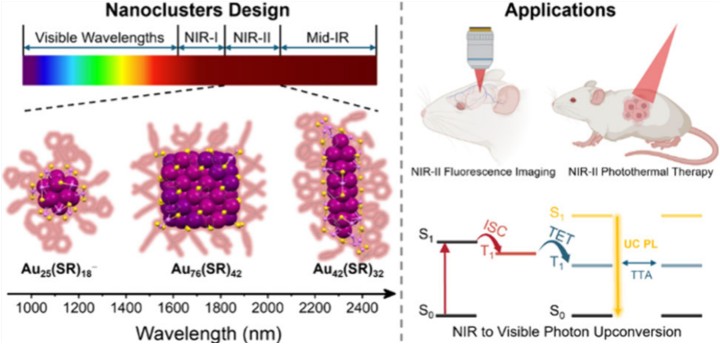 Nanoclusters Design
Visible Wavelengths NIR-I NIR-II Mid-IR
Au25(SR)18- Au76(SR)42 Au42(SR)32
1000 1200 1400 1600 1800 2000 2200 2400
Wavelength (nm)
Applications
NIR-II Fluorescence Imaging NIR-II Photothermal Therapy
S1 ISC T1 TET S1
T1 UC PL
TTA
S0 S0
NIR to Visible Photon Upconversion